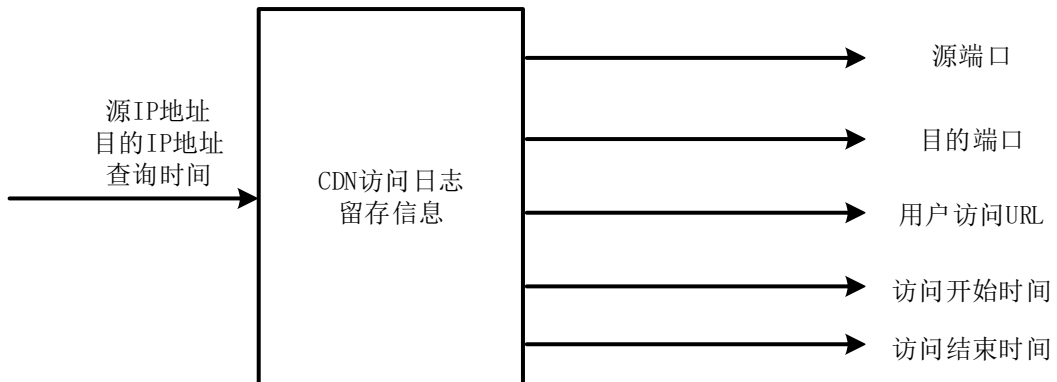 源IP地址
目的IP地址
查询时间
CDN访问日志
留存信息
源端口
目的端口
用户访问URL
访问开始时间
访问结束时间